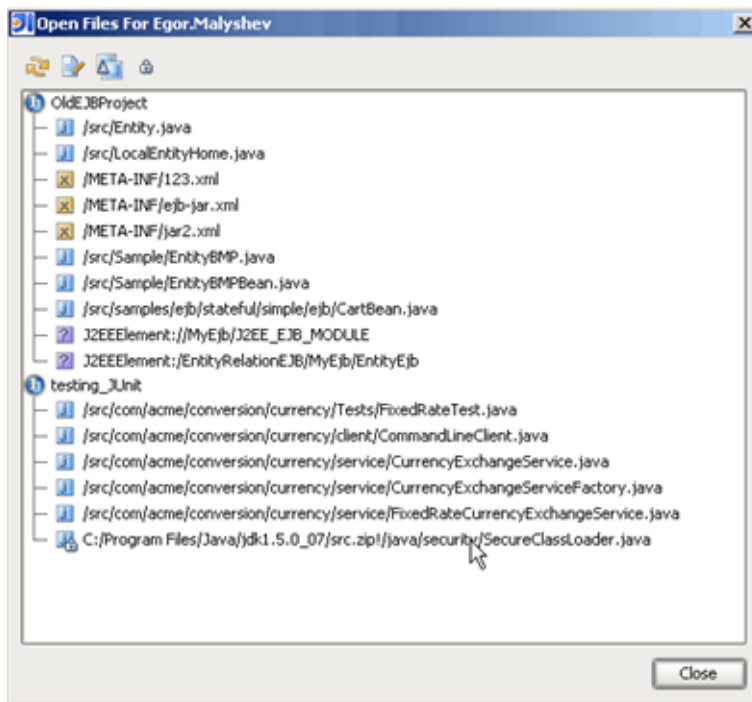 Open Files For Egor.Malyshev
OldEJBProject
/src/Entity.java
/src/LocalEntityHome.java
/META-INF/123.xml
/META-INF/ejb-jar.xml
/META-INF/jar2.xml
/src/Sample/EntityBMP.java
/src/Sample/EntityBMPBean.java
/src/samples/ejb/stateful/simple/ejb/CartBean.java
J2EEElement://MyEjb/J2EE_EJB_MODULE
J2EEElement:/EntityRelationEJB/MyEjb/EntityEjb
testing_JUnit
/src/com/acme/conversion/currency/Tests/FixedRateTest.java
/src/com/acme/conversion/currency/client/CommandLineClient.java
/src/com/acme/conversion/currency/service/CurrencyExchangeService.java
/src/com/acme/conversion/currency/service/CurrencyExchangeServiceFactory.java
/src/com/acme/conversion/currency/service/FixedRateCurrencyExchangeService.java
C:/Program Files/Java/jdk1.5.0_07/src.zip!/java/security/SecureClassLoader.java
Close